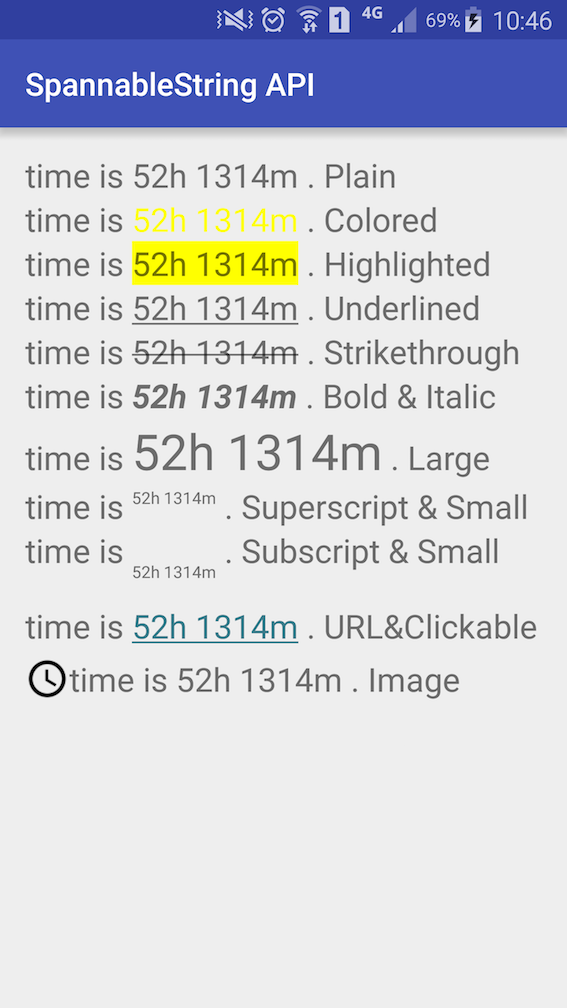 1 4G 69% 10:46
SpannableString API
time is 52h 1314m . Plain
time is 52h 1314m . Colored
time is 52h 1314m . Highlighted
time is 52h 1314m . Underlined
time is 52h 1314m . Strikethrough
time is 52h 1314m . Bold & Italic
time is 52h 1314m . Large
time is 52h 1314m . Superscript & Small
time is 52h 1314m . Subscript & Small
time is 52h 1314m . URL&Clickable
time is 52h 1314m . Image